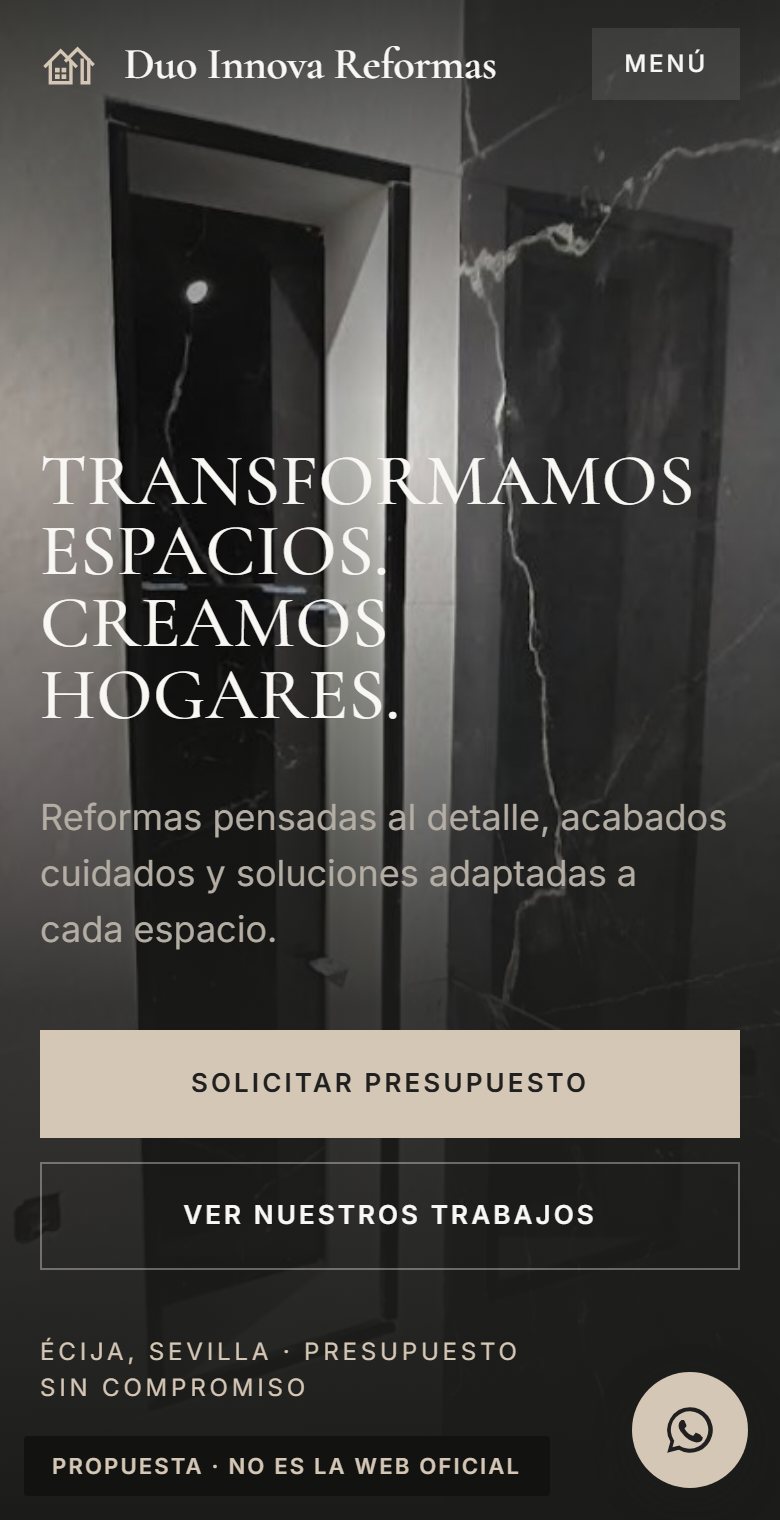 Duo Innova Reformas
MENÚ
TRANSFORMAMOS
ESPACIOS.
CREAMOS
HOGARES.
Reformas pensadas al detalle, acabados
cuidados y soluciones adaptadas a
cada espacio.
SOLICITAR PRESUPUESTO
VER NUESTROS TRABAJOS
ÉCIJA, SEVILLA · PRESUPUESTO
SIN COMPROMISO
PROPUESTA · NO ES LA WEB OFICIAL